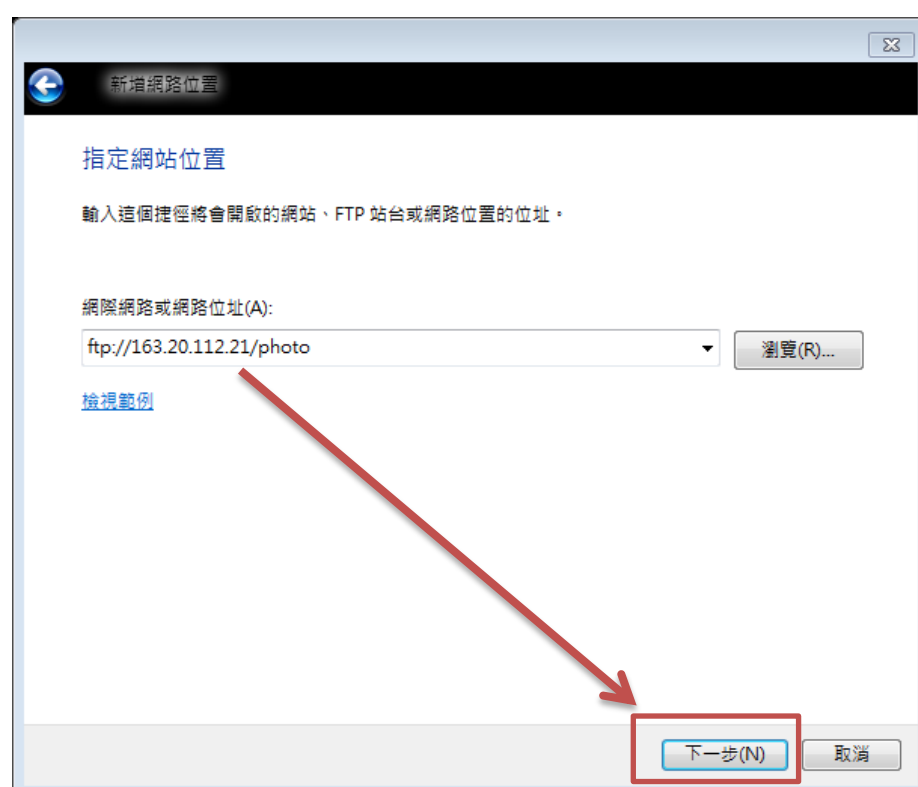 新增網路位置
指定網站位置
輸入這個捷徑將會開啟的網站、FTP 站台或網路位置的位址。
網際網路或網路位址(A):
ftp://163.20.112.21/photo
瀏覽(R)...
檢視範例
下一步(N)
取消